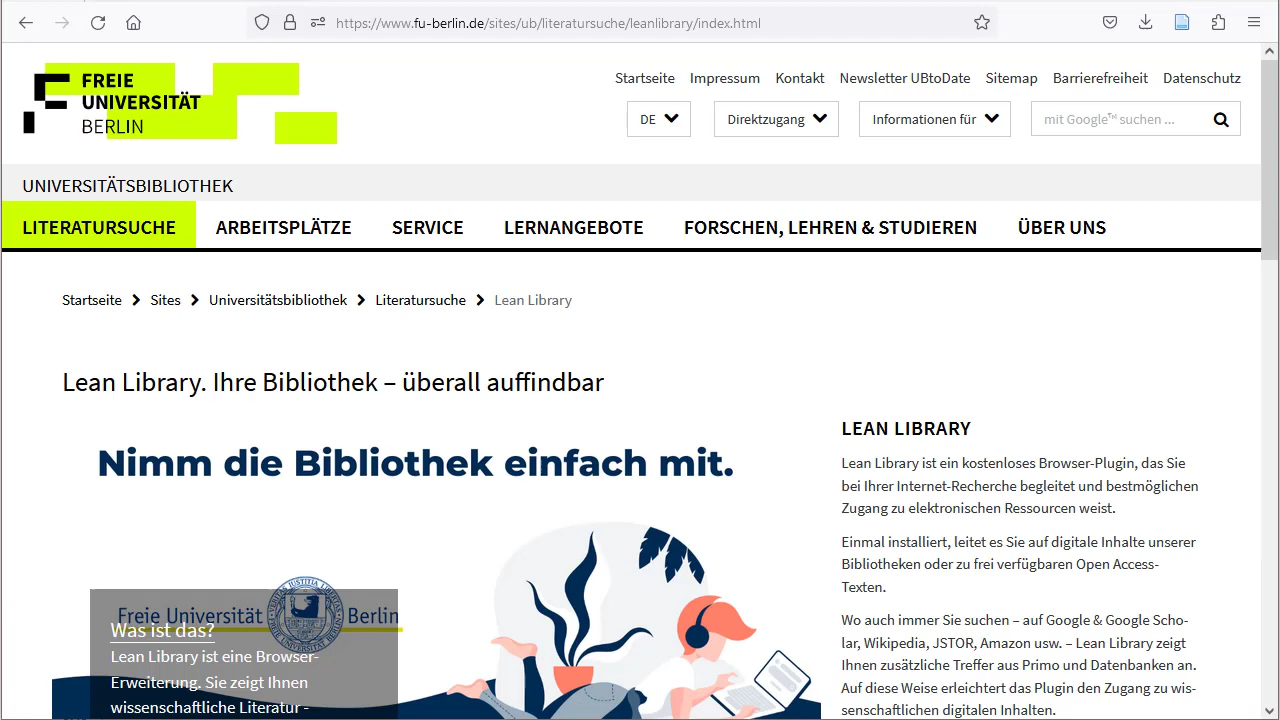 https://www.fu-berlin.de/sites/ub/literatursuche/leanlibrary/index.html
FREIE
UNIVERSITÄT
BERLIN
Startseite Impressum Kontakt Newsletter UBtoDate Sitemap Barrierefreiheit Datenschutz
DE Direktzugang Informationen für mit Google™ suchen ...
UNIVERSITÄTSBIBLIOTHEK
LITERATURSUCHE ARBEITSPLÄTZE SERVICE LERNANGEBOTE FORSCHEN, LEHREN & STUDIEREN ÜBER UNS
Startseite Sites Universitätsbibliothek Literatursuche Lean Library
Lean Library. Ihre Bibliothek – überall auffindbar
Nimm die Bibliothek einfach mit.
Freie Universität Berlin
Was ist das?
Lean Library ist eine Browser-
Erweiterung. Sie zeigt Ihnen
wissenschaftliche Literatur -
LEAN LIBRARY
Lean Library ist ein kostenloses Browser-Plugin, das Sie
bei Ihrer Internet-Recherche begleitet und bestmöglichen
Zugang zu elektronischen Ressourcen weist.
Einmal installiert, leitet es Sie auf digitale Inhalte unserer
Bibliotheken oder zu frei verfügbaren Open Access-
Texten.
Wo auch immer Sie suchen – auf Google & Google Scho-
lar, Wikipedia, JSTOR, Amazon usw. – Lean Library zeigt
Ihnen zusätzliche Treffer aus Primo und Datenbanken an.
Auf diese Weise erleichtert das Plugin den Zugang zu wis-
senschaftlichen digitalen Inhalten.